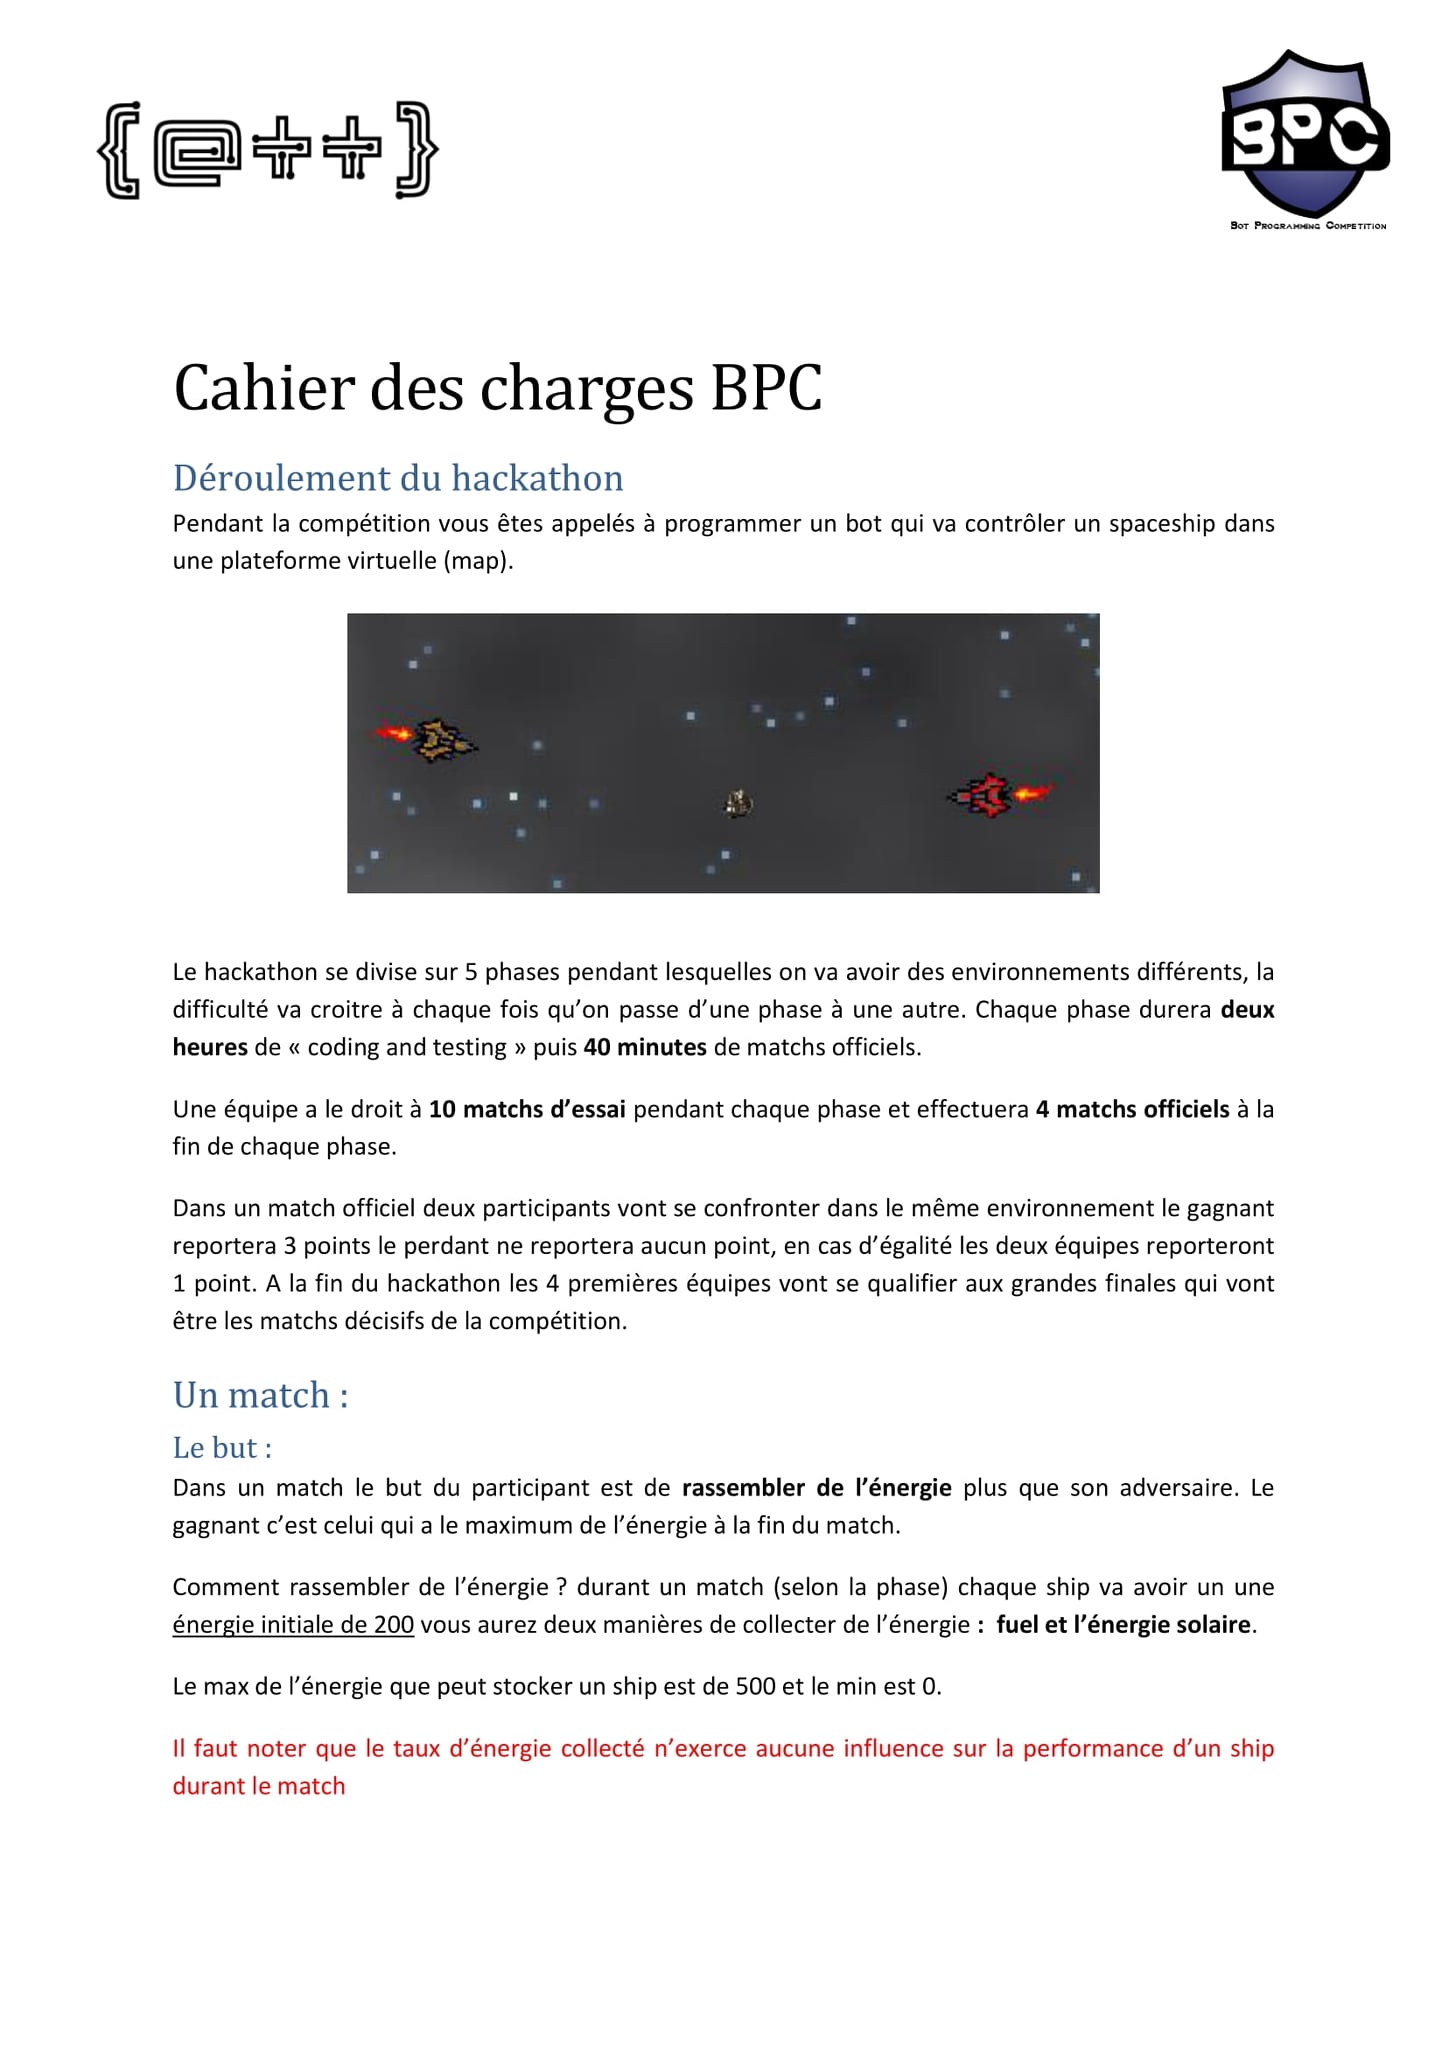 {@++}
BPC
Bot Programming Competition
Cahier des charges BPC
Déroulement du hackathon
Pendant la compétition vous êtes appelés à programmer un bot qui va contrôler un spaceship dans
une plateforme virtuelle (map).
Le hackathon se divise sur 5 phases pendant lesquelles on va avoir des environnements différents, la
difficulté va croitre à chaque fois qu’on passe d’une phase à une autre. Chaque phase durera deux
heures de « coding and testing » puis 40 minutes de matchs officiels.
Une équipe a le droit à 10 matchs d’essai pendant chaque phase et effectuera 4 matchs officiels à la
fin de chaque phase.
Dans un match officiel deux participants vont se confronter dans le même environnement le gagnant
reportera 3 points le perdant ne reportera aucun point, en cas d’égalité les deux équipes reporteront
1 point. A la fin du hackathon les 4 premières équipes vont se qualifier aux grandes finales qui vont
être les matchs décisifs de la compétition.
Un match :
Le but :
Dans un match le but du participant est de rassembler de l’énergie plus que son adversaire. Le
gagnant c’est celui qui a le maximum de l’énergie à la fin du match.
Comment rassembler de l’énergie ? durant un match (selon la phase) chaque ship va avoir un une
énergie initiale de 200 vous aurez deux manières de collecter de l’énergie : fuel et l’énergie solaire.
Le max de l’énergie que peut stocker un ship est de 500 et le min est 0.
Il faut noter que le taux d’énergie collecté n’exerce aucune influence sur la performance d’un ship
durant le match